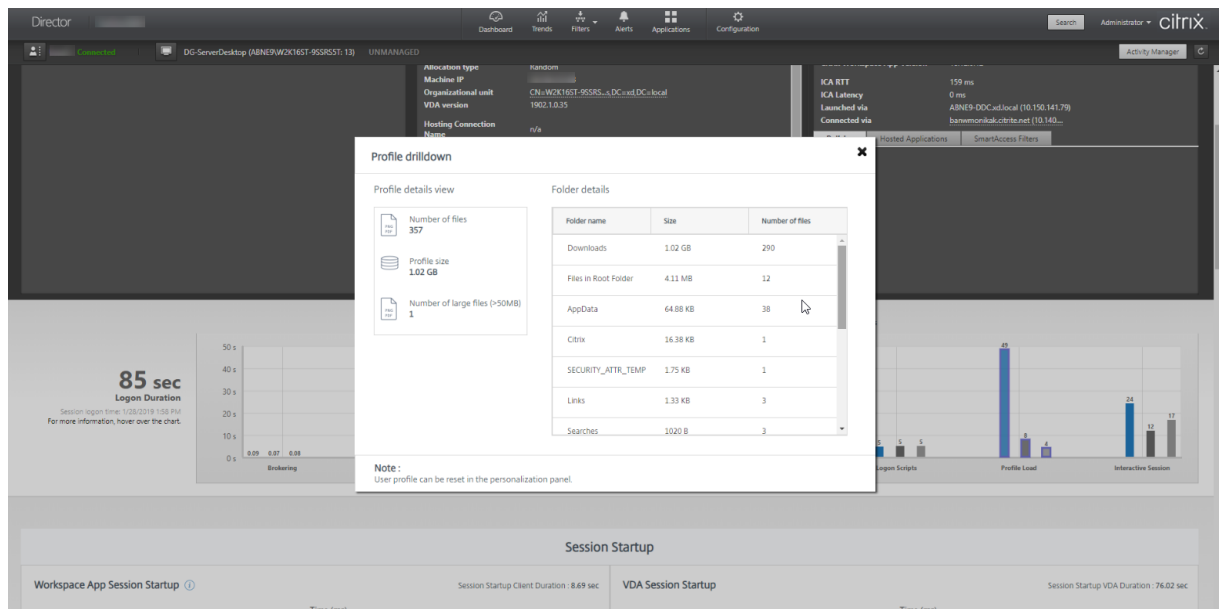 Director
Dashboard
Trends
Filters
Alerts
Applications
Configuration
Search
Administrator
citrix
Connected
DG-ServerDesktop (ABNE9\W2K16ST-9SSRS5T: 13)
UNMANAGED
Activity Manager
Allocation type Random
Machine IP
Organizational unit CN=W2K16ST-9SSRS...s,DC=xd,DC=local
VDA version 1902.1.0.35
Hosting Connection
Name n/a
ICA RTT 159 ms
ICA Latency 0 ms
Launched via ABNE9-DDC.xd.local (10.150.141.79)
Connected via banwmonikak.citrite.net (10.140....
Hosted Applications
SmartAccess Filters
Profile drilldown
Profile details view
Number of files
357
Profile size
1.02 GB
Number of large files (>50MB)
1
Folder details
Folder name Size Number of files
Downloads 1.02 GB 290
Files in Root Folder 4.11 MB 12
AppData 64.88 KB 38
Citrix 16.38 KB 1
SECURITY_ATTR_TEMP 1.75 KB 1
Links 1.33 KB 3
Searches 1020 B 3
Note :
User profile can be reset in the personalization panel.
85 sec
Logon Duration
Session logon time: 1/28/2019 1:58 PM
For more information, hover over the chart.
50 s
40 s
30 s
20 s
10 s
0 s
0.09 0.07 0.08
Brokering
5 5 5
Logon Scripts
49 8 4
Profile Load
24 12 17
Interactive Session
Session Startup
Workspace App Session Startup
Session Startup Client Duration : 8.69 sec
VDA Session Startup
Session Startup VDA Duration : 76.02 sec